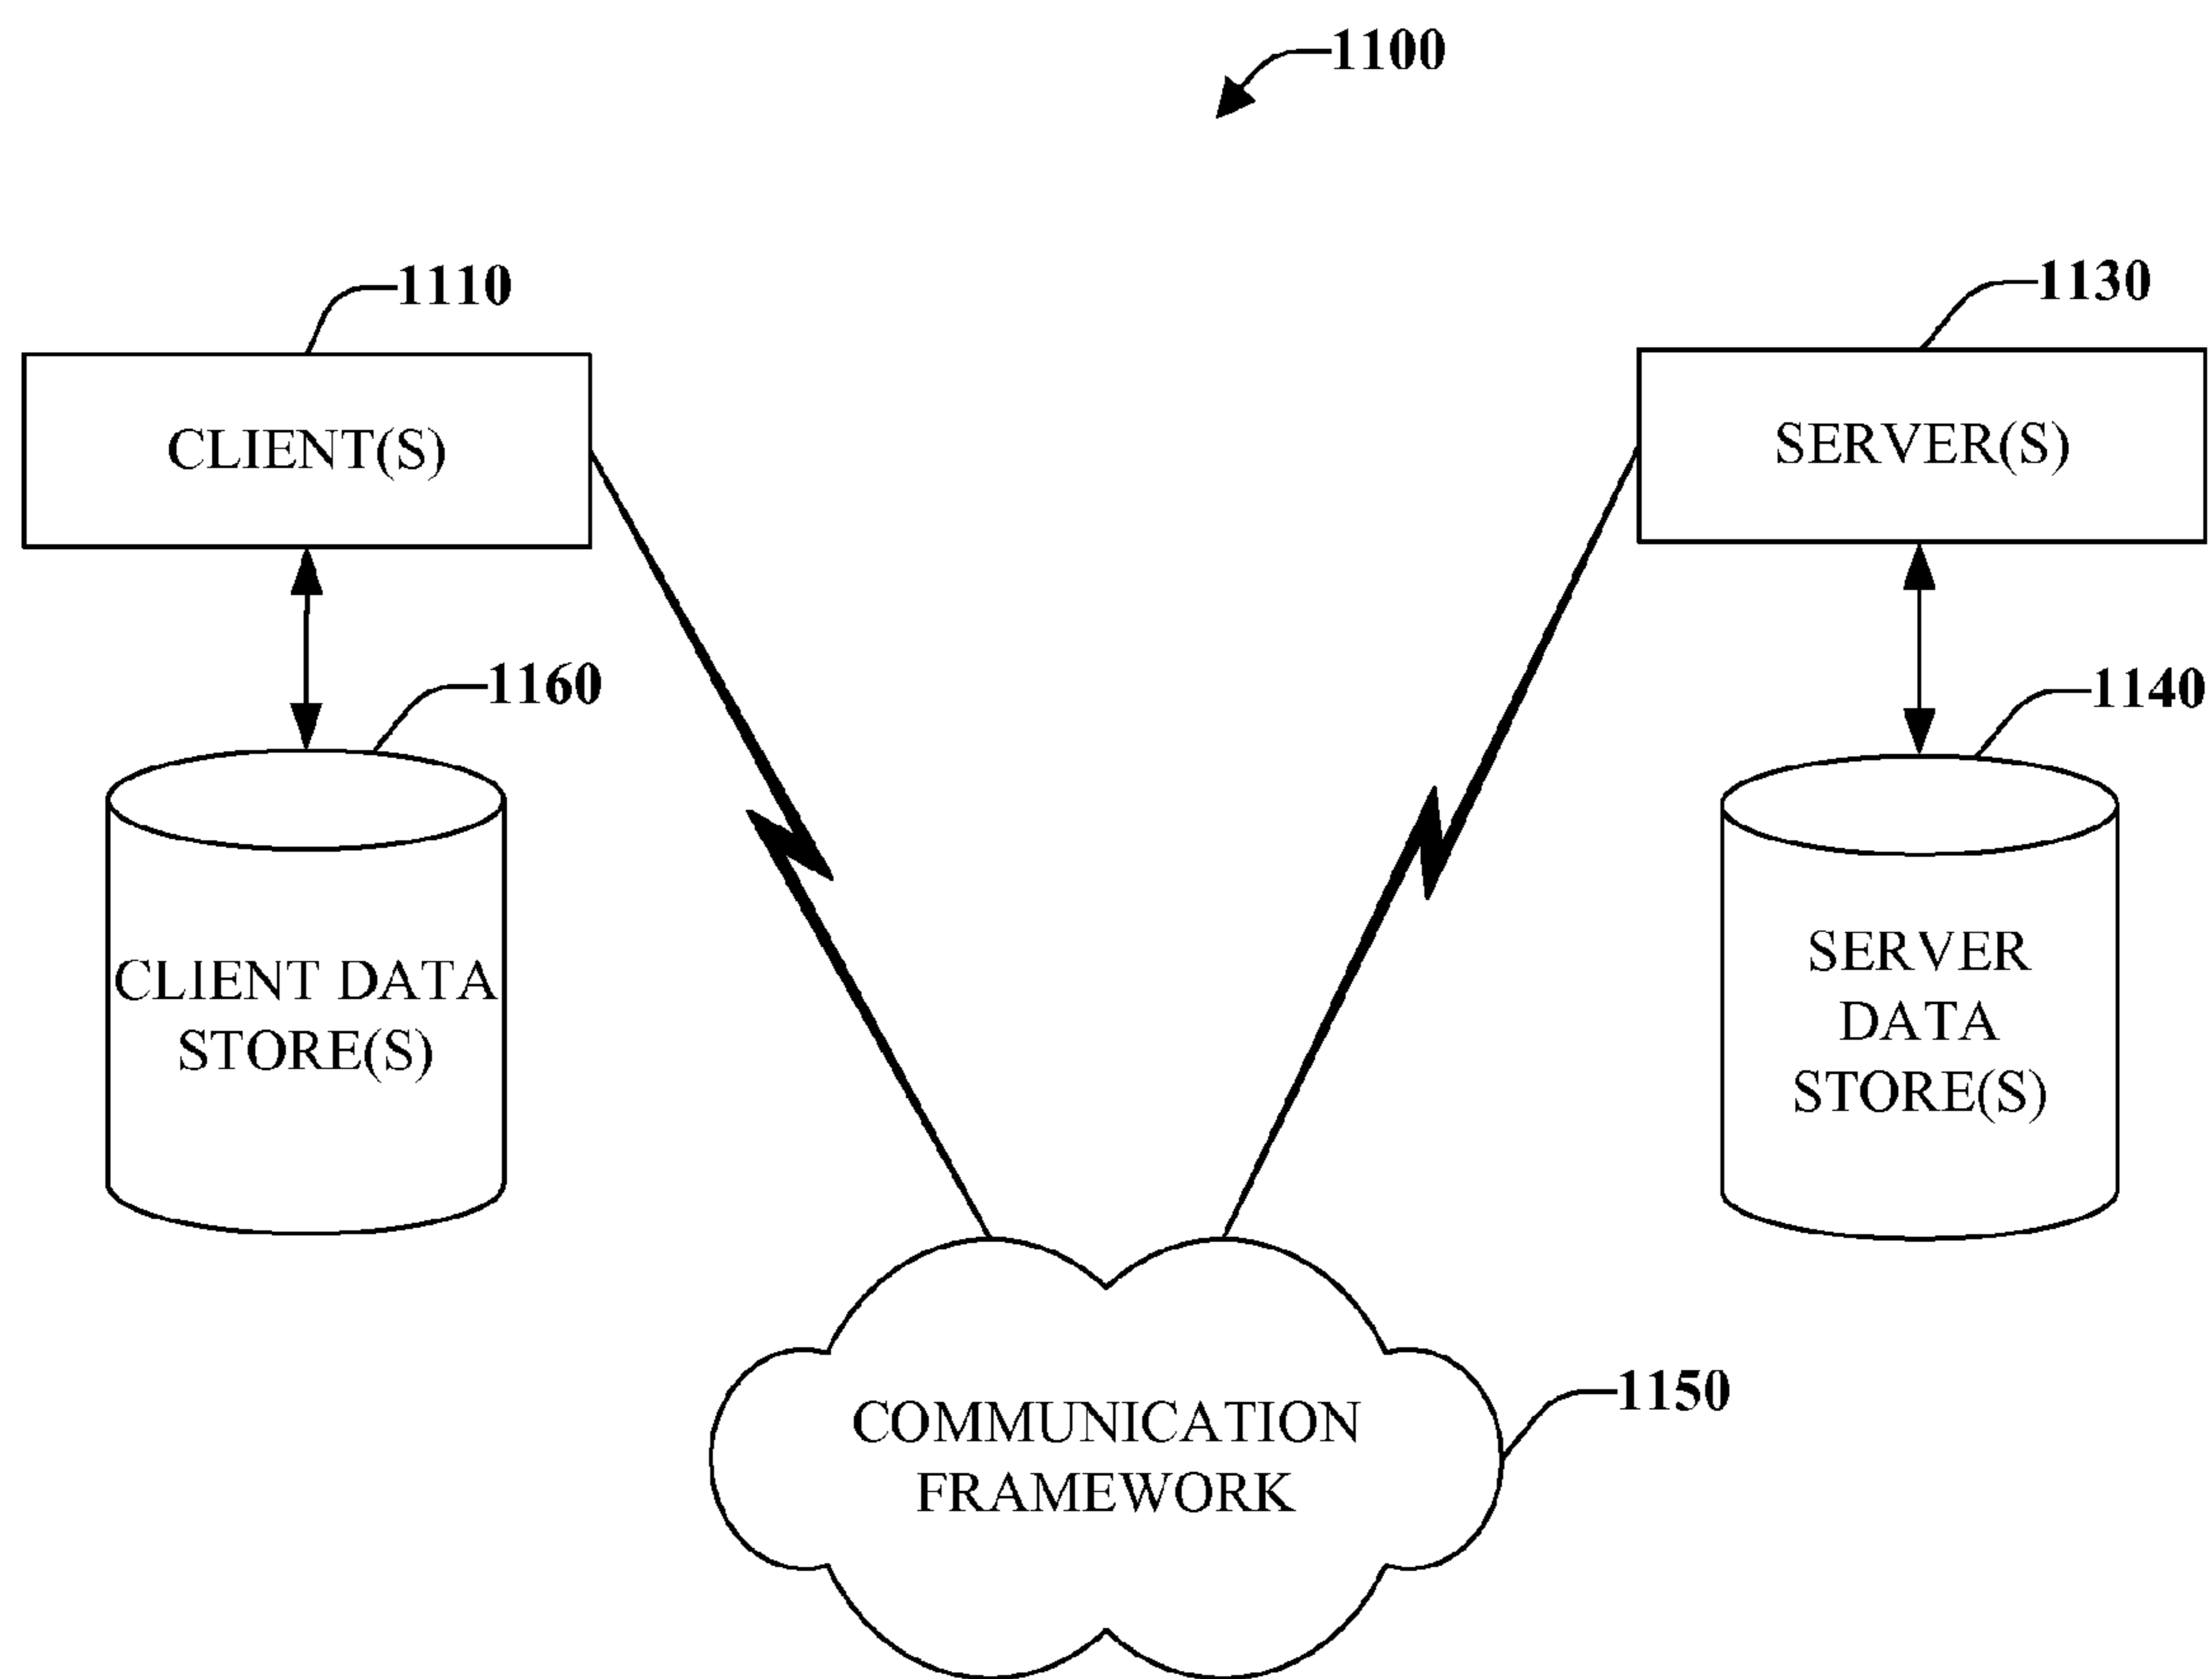 1100
1110
1130
CLIENT(S)
SERVER(S)
1160
1140
CLIENT DATA
STORE(S)
SERVER
DATA
STORE(S)
1150
COMMUNICATION
FRAMEWORK